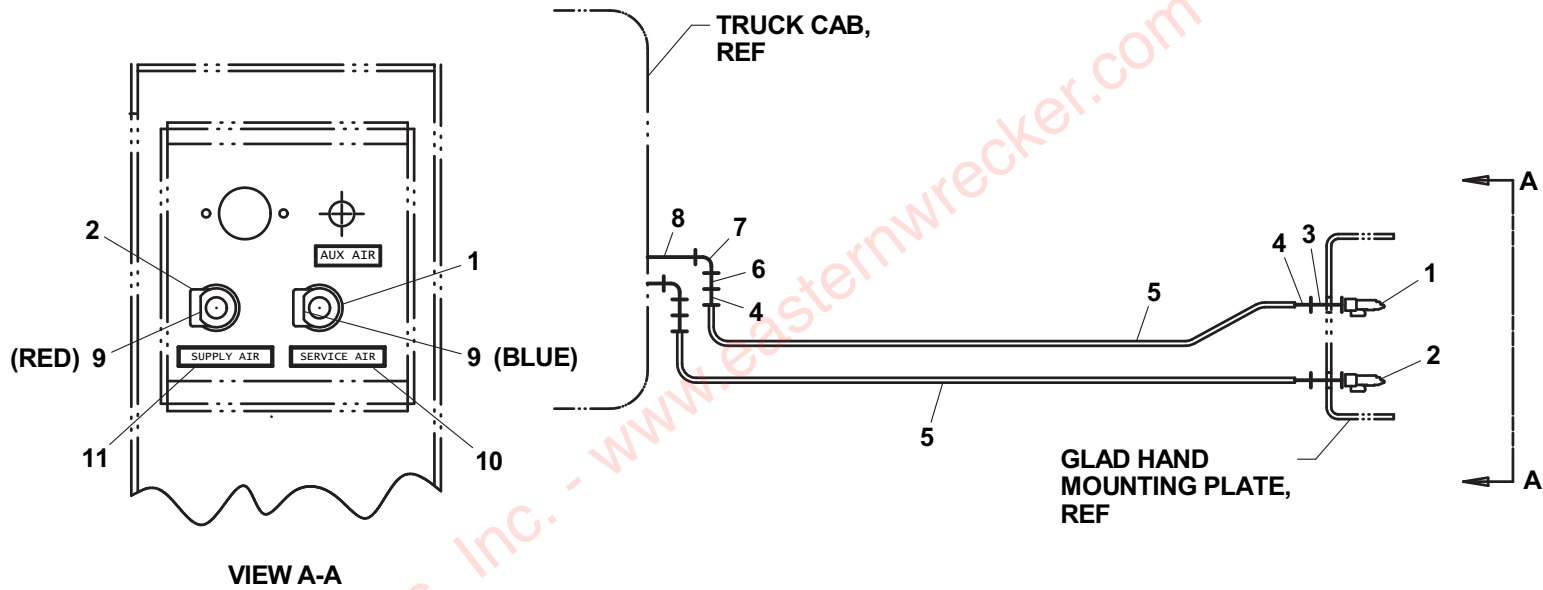 TRUCK CAB,
REF
A
8
7
2
AUX AIR
1
6
4
4
3
1
5
(RED) 9
SUPPLY AIR
SERVICE AIR
9 (BLUE)
2
11
10
5
GLAD HAND
MOUNTING PLATE,
REF
A
VIEW A-A
Inc. - www.easternwrecker.com